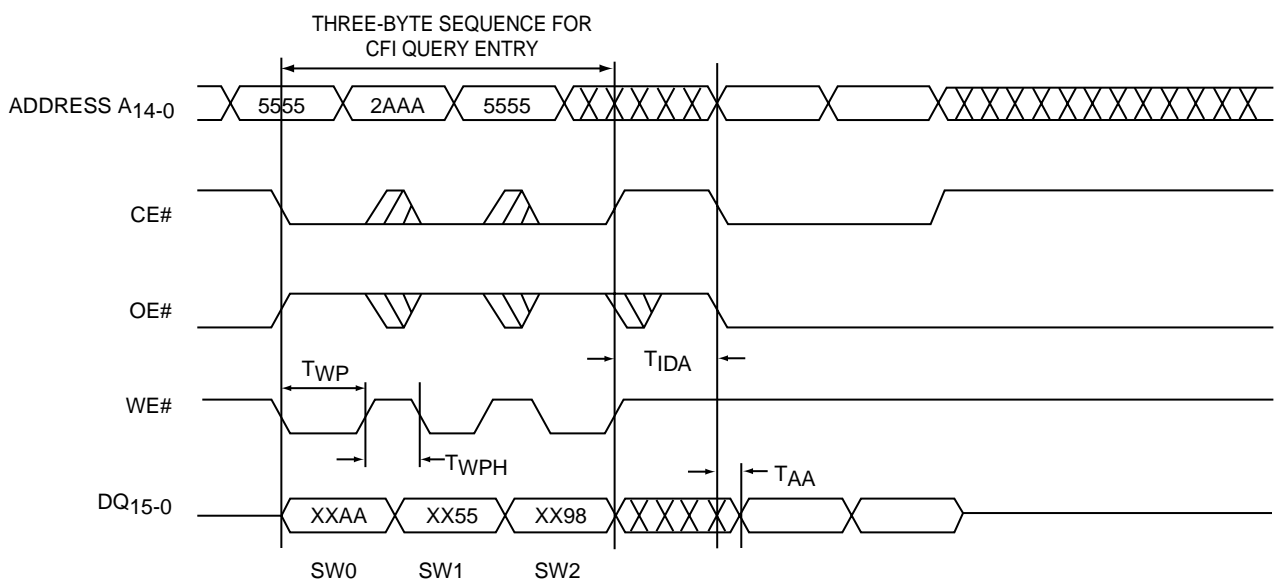 THREE-BYTE SEQUENCE FOR
CFI QUERY ENTRY
ADDRESS A14-0
5555 2AAA 5555
CE#
OE#
TIDA
TWP
WE#
TWPH
TAA
DQ15-0
XXAA XX55 XX98
SW0 SW1 SW2